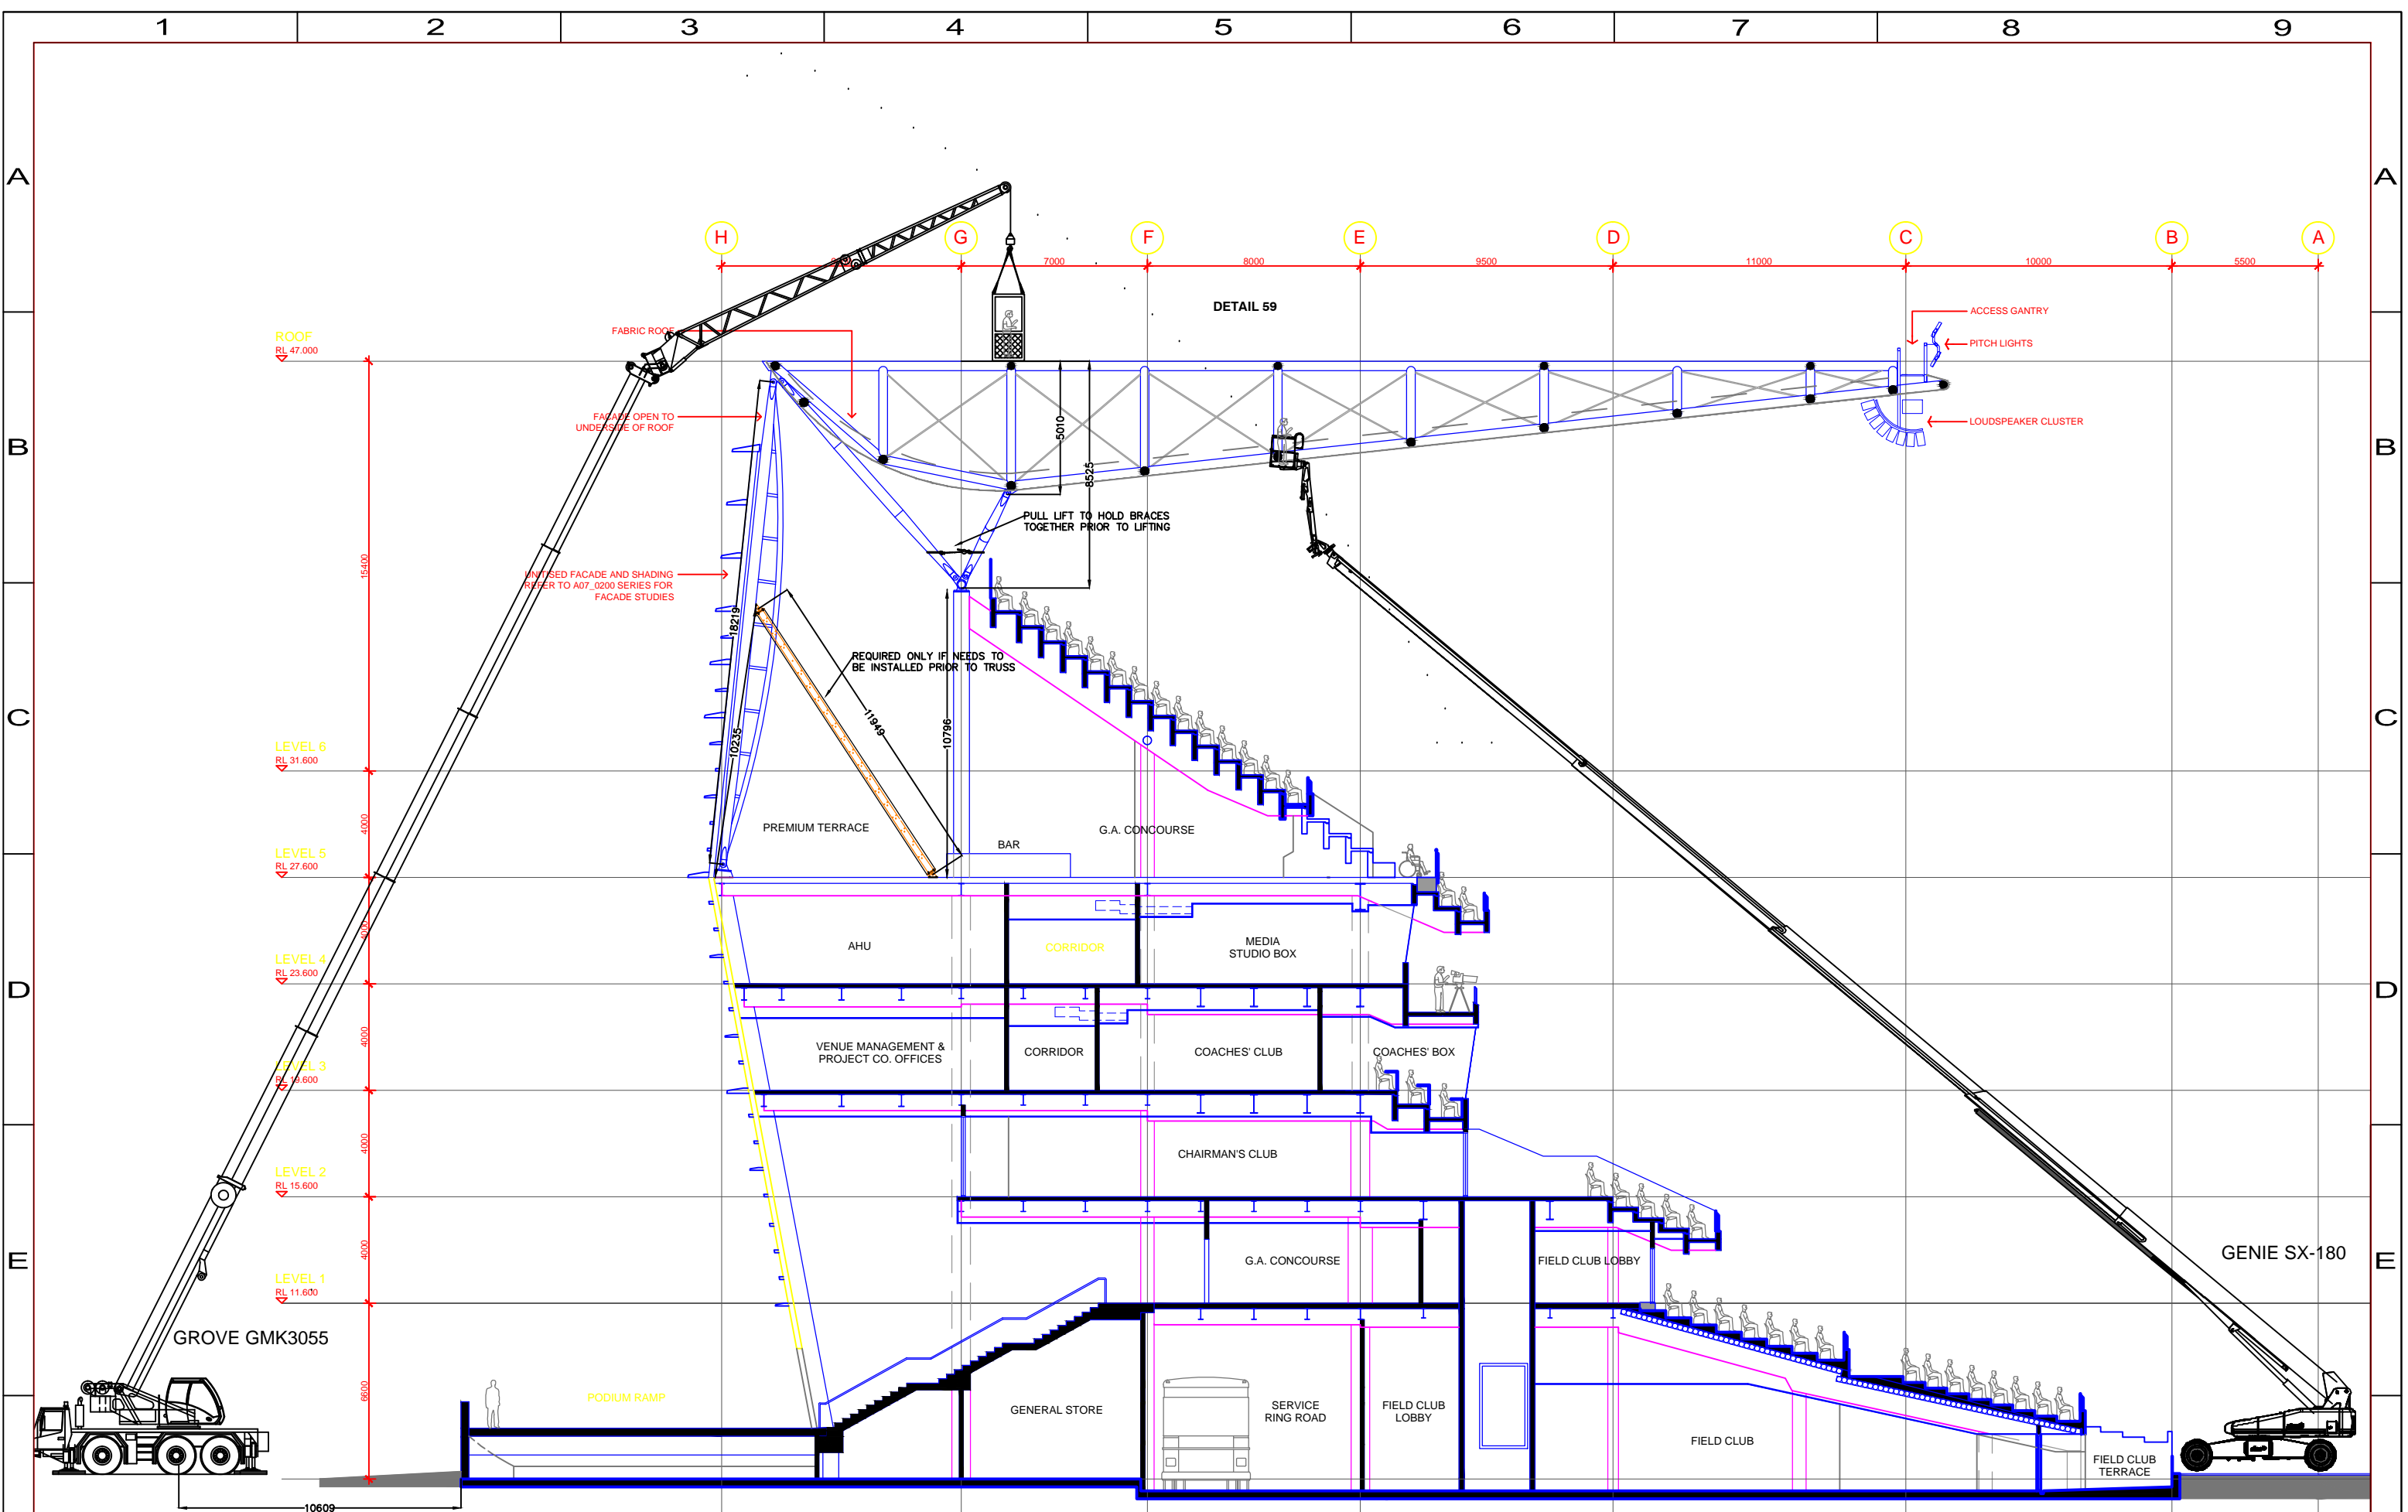 1 2 3 4 5 6 7 8 9
A A
H G F E D C B A
7000 8000 9500 11000 10000 5500
DETAIL 59
ACCESS GANTRY
ROOF
RL 47.000
FABRIC ROOF
PITCH LIGHTS
FACADE OPEN TO
UNDERSIDE OF ROOF
LOUDSPEAKER CLUSTER
B B
5010
8525
PULL LIFT TO HOLD BRACES
TOGETHER PRIOR TO LIFTING
15400
UNITISED FACADE AND SHADING
REFER TO A07_0200 SERIES FOR
FACADE STUDIES
18219
REQUIRED ONLY IF NEEDS TO
BE INSTALLED PRIOR TO TRUSS
11949
10235
10796
C C
LEVEL 6
RL 31.600
4000
PREMIUM TERRACE
BAR
G.A. CONCOURSE
LEVEL 5
RL 27.600
4000
AHU
CORRIDOR
MEDIA
STUDIO BOX
LEVEL 4
RL 23.600
D D
4000
VENUE MANAGEMENT &
PROJECT CO. OFFICES
CORRIDOR
COACHES' CLUB
COACHES' BOX
LEVEL 3
RL 19.600
4000
CHAIRMAN'S CLUB
LEVEL 2
RL 15.600
4000
E E
G.A. CONCOURSE
FIELD CLUB LOBBY
GENIE SX-180
LEVEL 1
RL 11.600
GROVE GMK3055
6600
PODIUM RAMP
GENERAL STORE
SERVICE
RING ROAD
FIELD CLUB
LOBBY
FIELD CLUB
FIELD CLUB
TERRACE
10609